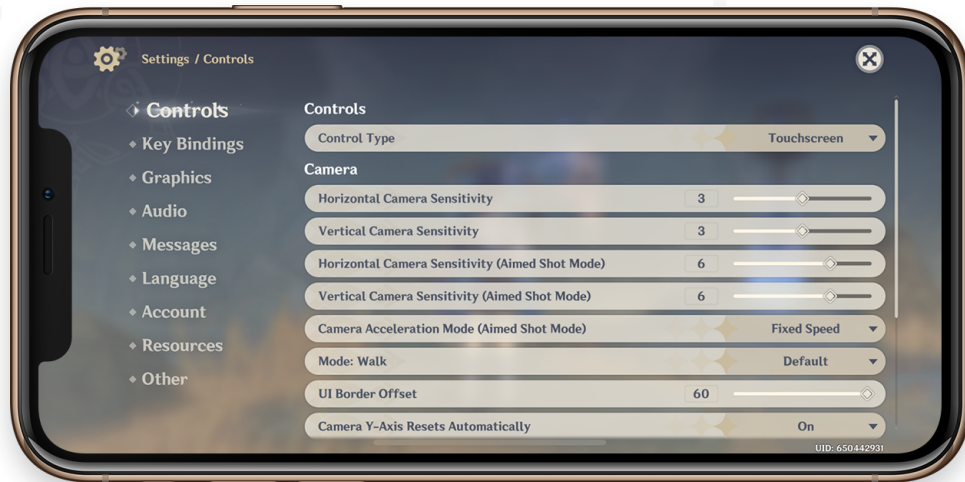 Settings / Controls
Controls
Key Bindings
Graphics
Audio
Messages
Language
Account
Resources
Other
Controls
Control Type Touchscreen
Camera
Horizontal Camera Sensitivity 3
Vertical Camera Sensitivity 3
Horizontal Camera Sensitivity (Aimed Shot Mode) 6
Vertical Camera Sensitivity (Aimed Shot Mode) 6
Camera Acceleration Mode (Aimed Shot Mode) Fixed Speed
Mode: Walk Default
UI Border Offset 60
Camera Y-Axis Resets Automatically On
UID: 650442931